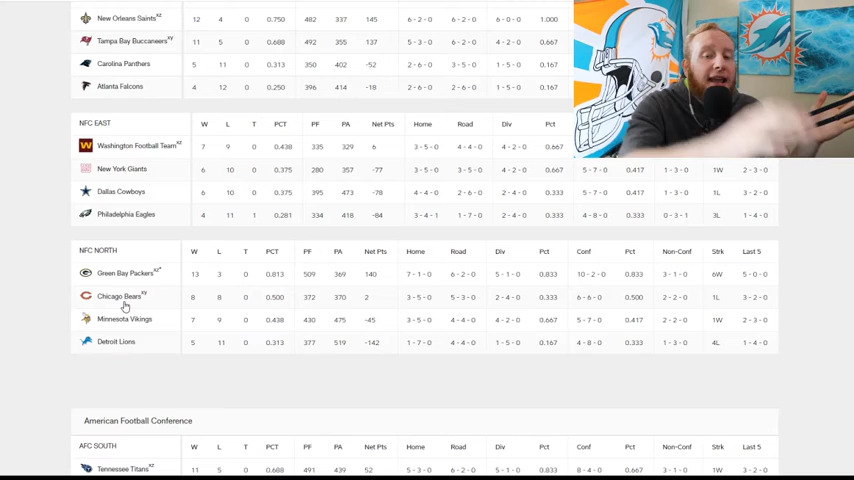 New Orleans Saints xz 12 4 0 0.750 482 337 145 6 - 2 - 0 6 - 2 - 0 6 - 0 - 0 1.000
Tampa Bay Buccaneers xy 11 5 0 0.688 492 355 137 5 - 3 - 0 6 - 2 - 0 4 - 2 - 0 0.667
Carolina Panthers 5 11 0 0.313 350 402 -52 2 - 6 - 0 3 - 5 - 0 1 - 5 - 0 0.167
Atlanta Falcons 4 12 0 0.250 396 414 -18 2 - 6 - 0 2 - 6 - 0 1 - 5 - 0 0.167
NFC EAST W L T PCT PF PA Net Pts Home Road Div Pct
Washington Football Team xz 7 9 0 0.438 335 329 6 3 - 5 - 0 4 - 4 - 0 4 - 2 - 0 0.667
New York Giants 6 10 0 0.375 280 357 -77 3 - 5 - 0 3 - 5 - 0 4 - 2 - 0 0.667 5 - 7 - 0 0.417 1 - 3 - 0 1W 2 - 3 - 0
Dallas Cowboys 6 10 0 0.375 395 473 -78 4 - 4 - 0 2 - 6 - 0 2 - 4 - 0 0.333 5 - 7 - 0 0.417 1 - 3 - 0 1L 3 - 2 - 0
Philadelphia Eagles 4 11 1 0.281 334 418 -84 3 - 4 - 1 1 - 7 - 0 2 - 4 - 0 0.333 4 - 8 - 0 0.333 0 - 3 - 1 3L 1 - 4 - 0
NFC NORTH W L T PCT PF PA Net Pts Home Road Div Pct Conf Pct Non-Conf Strk Last 5
Green Bay Packers xz* 13 3 0 0.813 509 369 140 7 - 1 - 0 6 - 2 - 0 5 - 1 - 0 0.833 10 - 2 - 0 0.833 3 - 1 - 0 6W 5 - 0 - 0
Chicago Bears xy 8 8 0 0.500 372 370 2 3 - 5 - 0 5 - 3 - 0 2 - 4 - 0 0.333 6 - 6 - 0 0.500 2 - 2 - 0 1L 3 - 2 - 0
Minnesota Vikings 7 9 0 0.438 430 475 -45 3 - 5 - 0 4 - 4 - 0 4 - 2 - 0 0.667 5 - 7 - 0 0.417 2 - 2 - 0 1W 2 - 3 - 0
Detroit Lions 5 11 0 0.313 377 519 -142 1 - 7 - 0 4 - 4 - 0 1 - 5 - 0 0.167 4 - 8 - 0 0.333 1 - 3 - 0 4L 1 - 4 - 0
American Football Conference
AFC SOUTH W L T PCT PF PA Net Pts Home Road Div Pct Conf Pct Non-Conf Strk Last 5
Tennessee Titans xz 11 5 0 0.688 491 439 52 5 - 3 - 0 6 - 2 - 0 5 - 1 - 0 0.833 8 - 4 - 0 0.667 3 - 1 - 0 1W 3 - 2 - 0